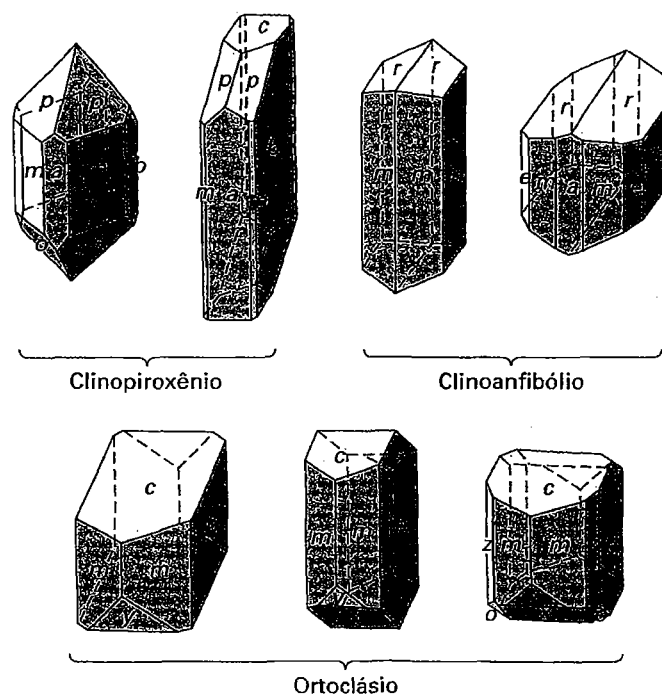 c
p p p p
r r
r r
m a b
m a
m m
e m a m
o
Clinopiroxênio
Clinoanfibólio
c
c
c
m m
m m
z m m
y
y
o
Ortoclásio